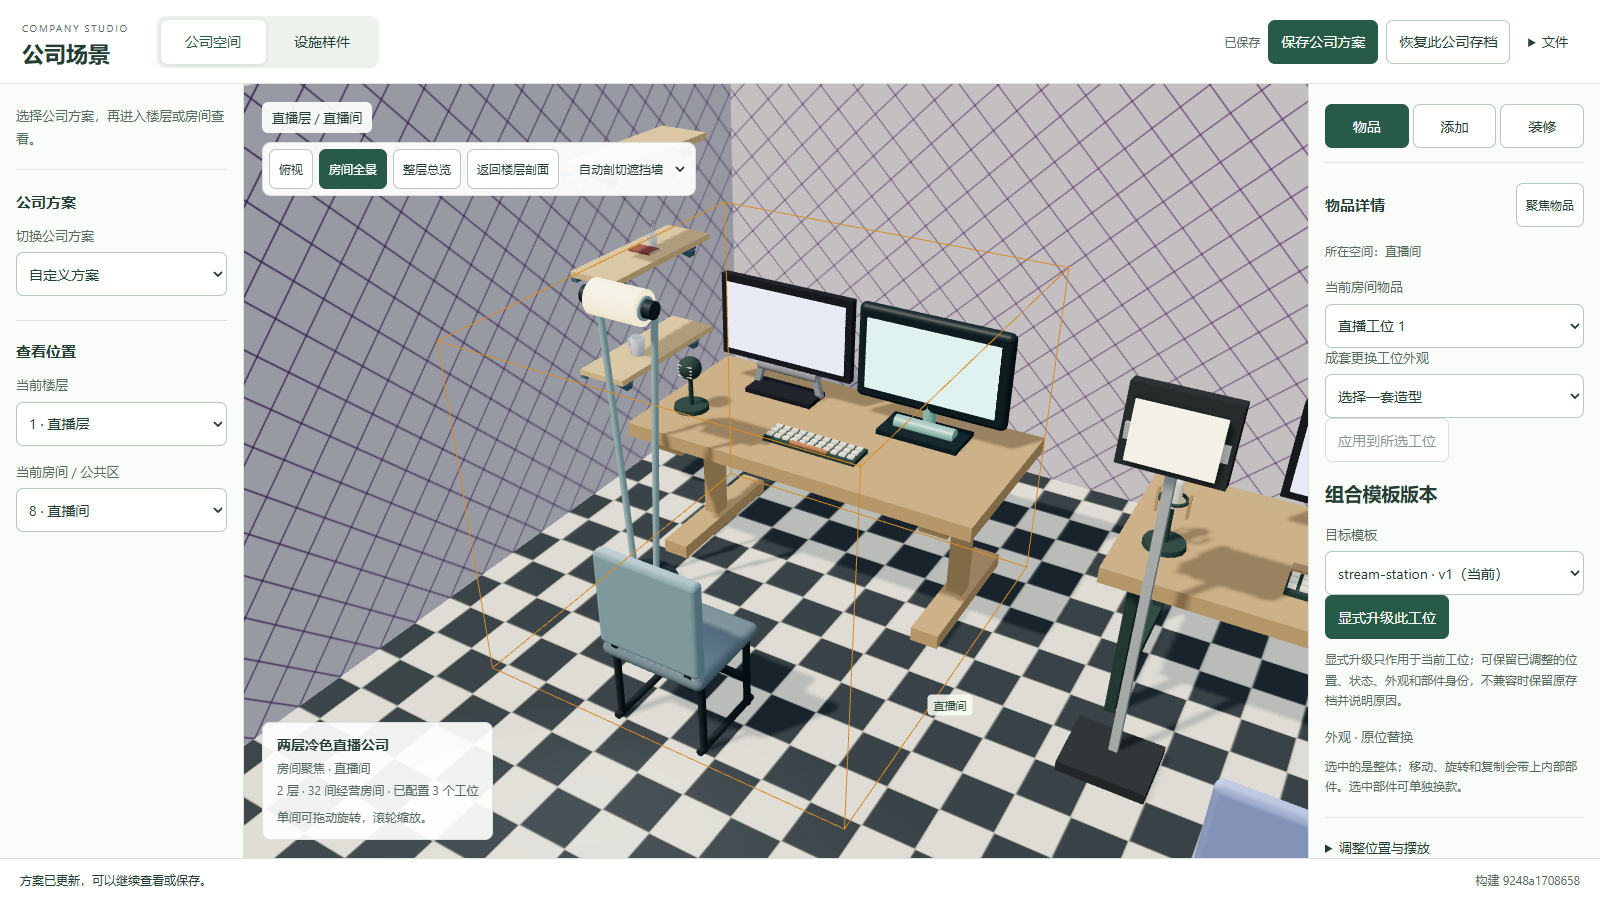 COMPANY STUDIO
公司场景
公司空间
设施样件
已保存
保存公司方案
恢复此公司存档
▶ 文件
选择公司方案，再进入楼层或房间查
看。
公司方案
切换公司方案
自定义方案
查看位置
当前楼层
1 · 直播层
当前房间 / 公共区
8 · 直播间
直播层 / 直播间
俯视
房间全景
整层总览
返回楼层剖面
自动剖切遮挡墙
直播间
两层冷色直播公司
房间聚焦 · 直播间
2 层 · 32 间经营房间 · 已配置 3 个工位
单间可拖动旋转，滚轮缩放。
物品
添加
装修
物品详情
聚焦物品
所在空间：直播间
当前房间物品
直播工位 1
成套更换工位外观
选择一套造型
应用到所选工位
组合模板版本
目标模板
stream-station · v1（当前）
显式升级此工位
显式升级只作用于当前工位；可保留已调整的位
置、状态、外观和部件身份，不兼容时保留原存
档并说明原因。
外观 · 原位替换
选中的是整体；移动、旋转和复制会带上内部部
件。选中部件可单独换款。
▶ 调整位置与摆放
方案已更新，可以继续查看或保存。
构建 9248a1708658